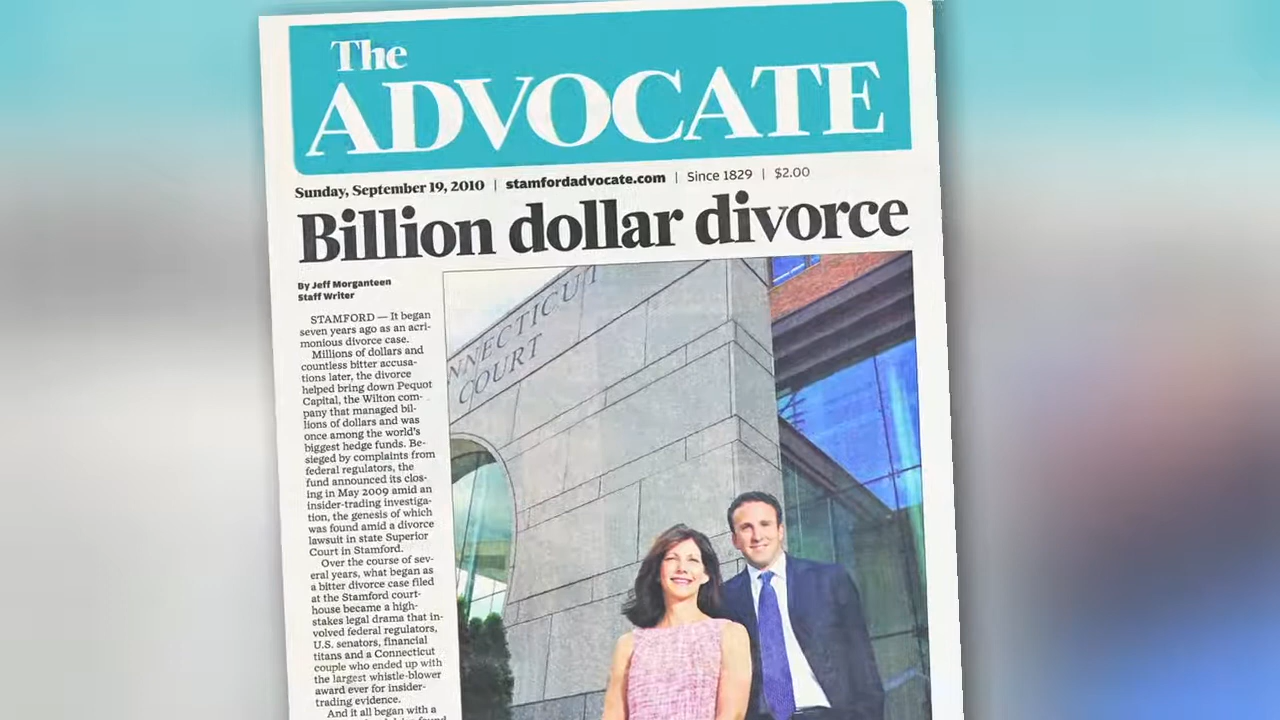 The
ADVOCATE
Sunday, September 19, 2010 | stamfordadvocate.com | Since 1829 | $2.00
Billion dollar divorce
By Jeff Morganteen
Staff Writer
STAMFORD — It began
seven years ago as an acri-
monious divorce case.
Millions of dollars and
countless bitter accusa-
tions later, the divorce
helped bring down Pequot
Capital, the Wilton com-
pany that managed bil-
lions of dollars and was
once among the world's
biggest hedge funds. Be-
sieged by complaints from
federal regulators, the
fund announced its clos-
ing in May 2009 amid an
insider-trading investiga-
tion, the genesis of which
was found amid a divorce
lawsuit in state Superior
Court in Stamford.
Over the course of sev-
eral years, what began as
a bitter divorce case filed
at the Stamford court-
house became a high-
stakes legal drama that in-
volved federal regulators,
U.S. senators, financial
titans and a Connecticut
couple who ended up with
the largest whistle-blower
award ever for insider-
trading evidence.
And it all began with a
NNECTICUT
COURT